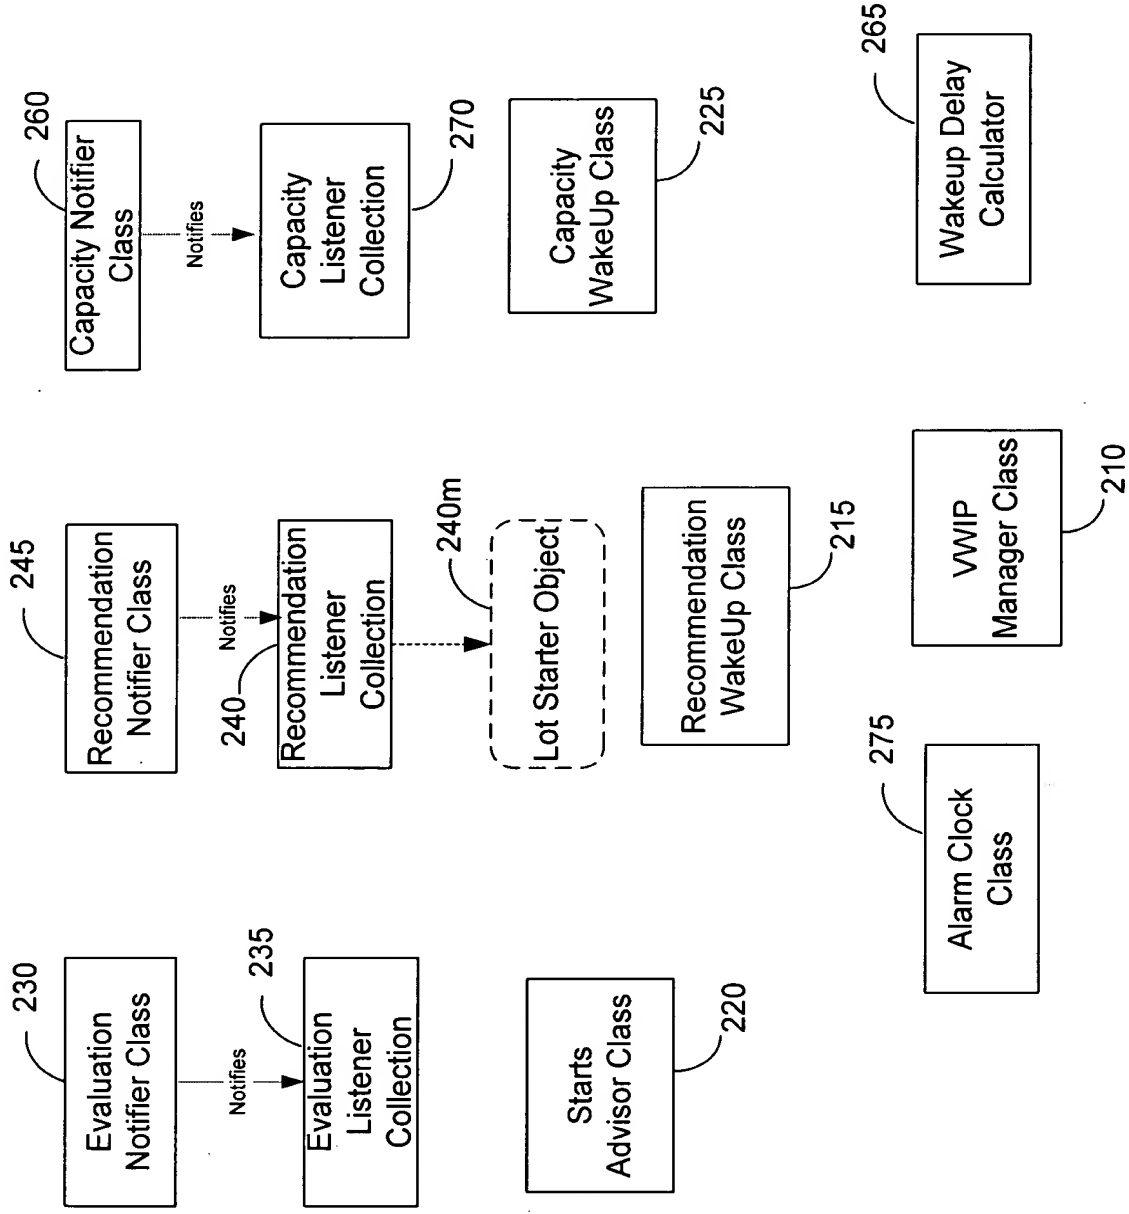 230
Evaluation
Notifier Class
Notifies
235
Evaluation
Listener
Collection
Starts
Advisor Class
220
245
Recommendation
Notifier Class
Notifies
240
Recommendation
Listener
Collection
240m
Lot Starter Object
Recommendation
WakeUp Class
215
260
Capacity Notifier
Class
Notifies
Capacity
Listener
Collection
270
Capacity
WakeUp Class
225
275
Alarm Clock
Class
VWIP
Manager Class
210
265
Wakeup Delay
Calculator